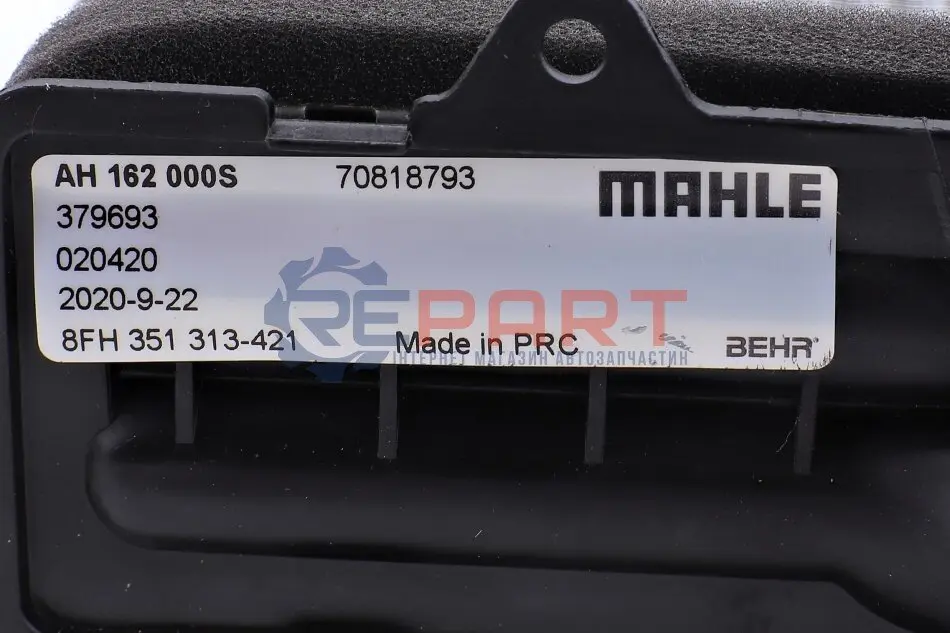 AH 162 000S 70818793 MAHLE
379693
020420
2020-9-22
REPART
8FH 351 313-421 Made in PRC BEHR
ІНТЕРНЕТ МАГАЗИН АВТОЗАПЧАСТИН